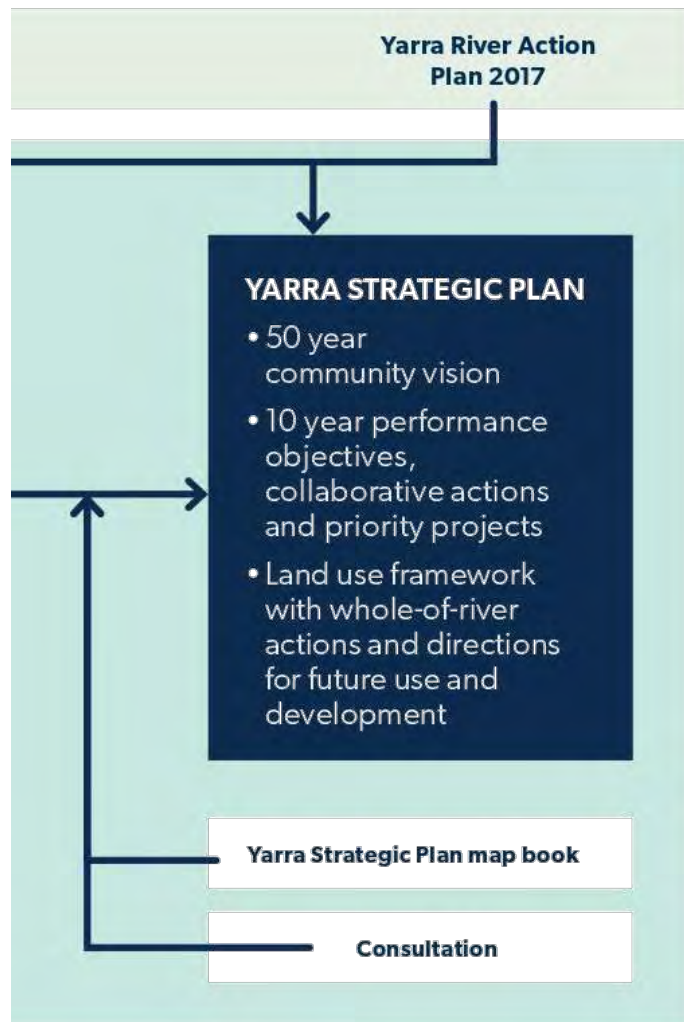 Yarra River Action
Plan 2017
YARRA STRATEGIC PLAN
• 50 year
community vision
• 10 year performance
objectives,
collaborative actions
and priority projects
• Land use framework
with whole-of-river
actions and directions
for future use and
development
Yarra Strategic Plan map book
Consultation